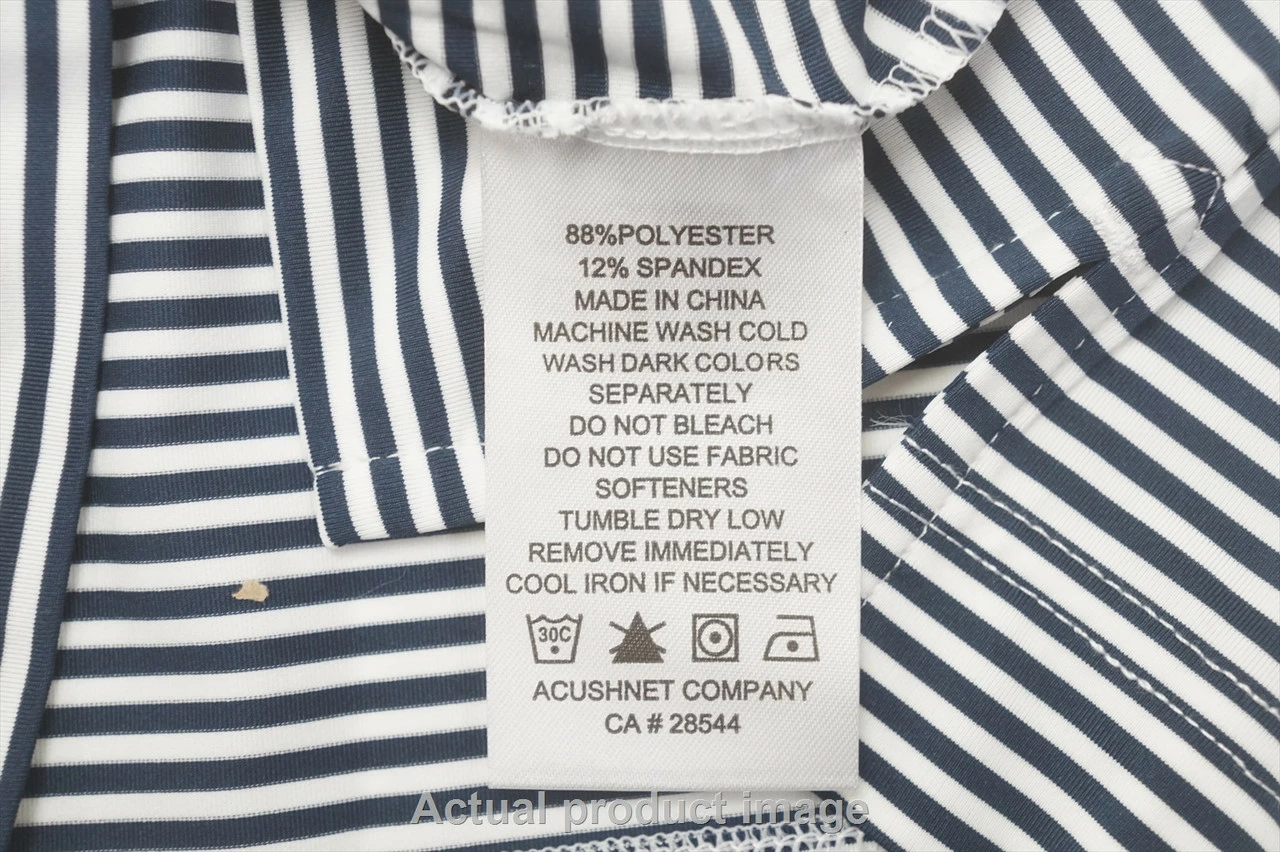 88%POLYESTER
12% SPANDEX
MADE IN CHINA
MACHINE WASH COLD
WASH DARK COLORS
SEPARATELY
DO NOT BLEACH
DO NOT USE FABRIC
SOFTENERS
TUMBLE DRY LOW
REMOVE IMMEDIATELY
COOL IRON IF NECESSARY
30C
ACUSHNET COMPANY
CA # 28544
Actual product image